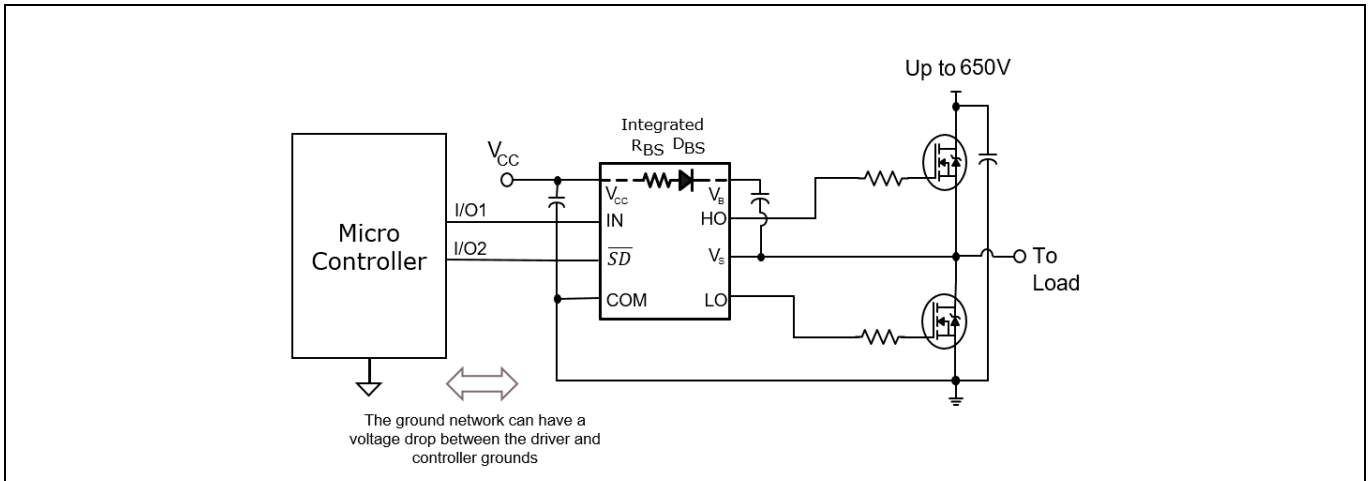 Up to 650V
Integrated
RBS DBS
VCC
Micro
Controller
I/O1
I/O2
VCC
IN
SD
COM
VB
HO
VS
LO
To
Load
The ground network can have a
voltage drop between the driver and
controller grounds